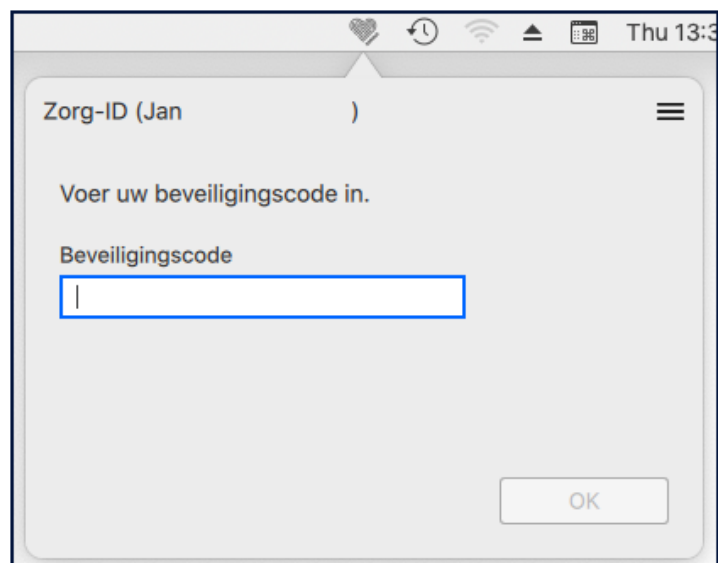 Thu 13:3
Zorg-ID (Jan )
Voer uw beveiligingscode in.
Beveiligingscode
OK